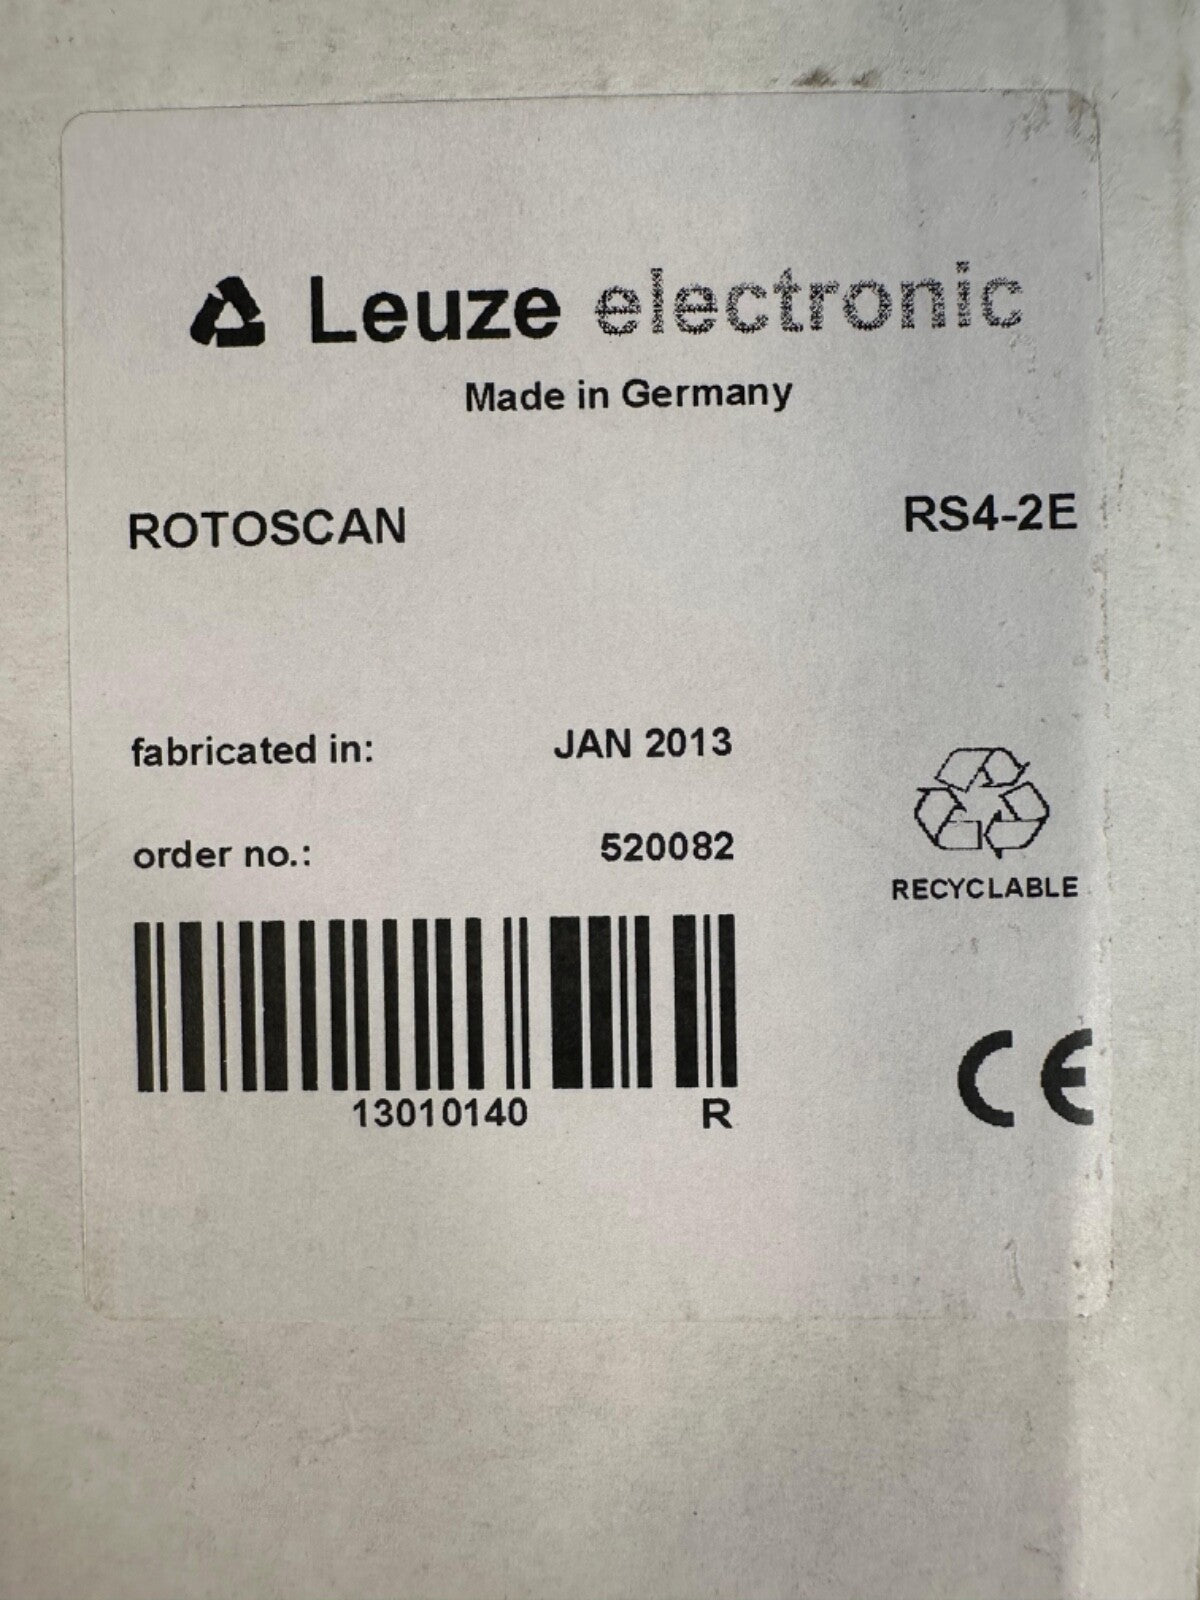 Leuze electronic
Made in Germany
ROTOSCAN RS4-2E
fabricated in: JAN 2013
order no.: 520082
RECYCLABLE
13010140 R
CE